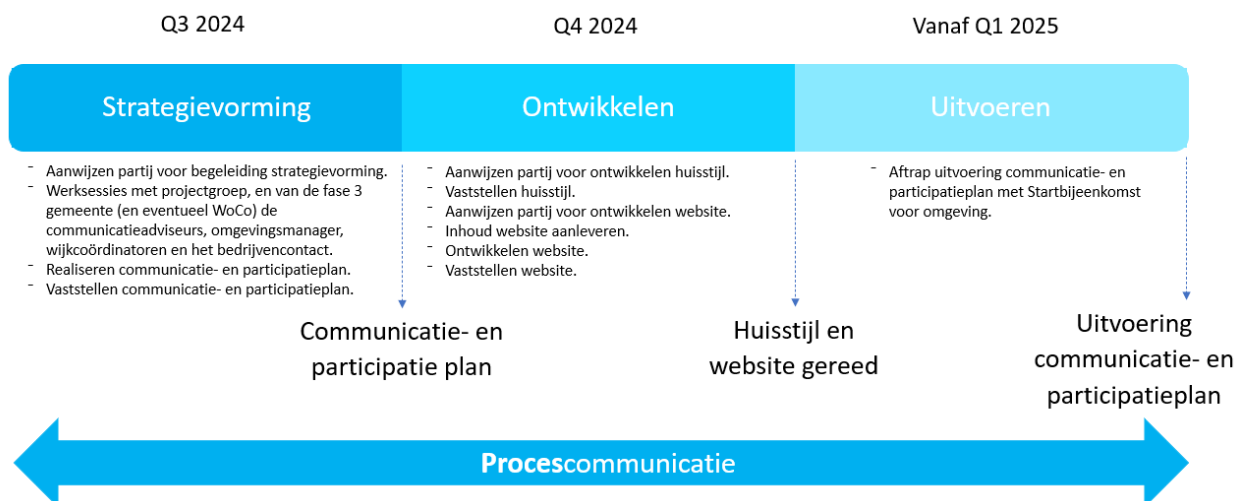 Q3 2024
Q4 2024
Vanaf Q1 2025
Strategievorming
Ontwikkelen
Uitvoeren
- Aanwijzen partij voor begeleiding strategievorming.
- Werksessies met projectgroep, en van de fase 3
gemeente (en eventueel WoCo) de
communicatieadviseurs, omgevingsmanager,
wijkcoördinatoren en het bedrijvencontact.
- Realiseren communicatie- en participatieplan.
- Vaststellen communicatie- en participatieplan.
- Aanwijzen partij voor ontwikkelen huisstijl.
- Vaststellen huisstijl.
- Aanwijzen partij voor ontwikkelen website.
- Inhoud website aanleveren.
- Ontwikkelen website.
- Vaststellen website.
- Aftrap uitvoering communicatie- en
participatieplan met Startbijeenkomst
voor omgeving.
Communicatie- en
participatie plan
Huisstijl en
website gereed
Uitvoering
communicatie- en
participatieplan
Procescommunicatie